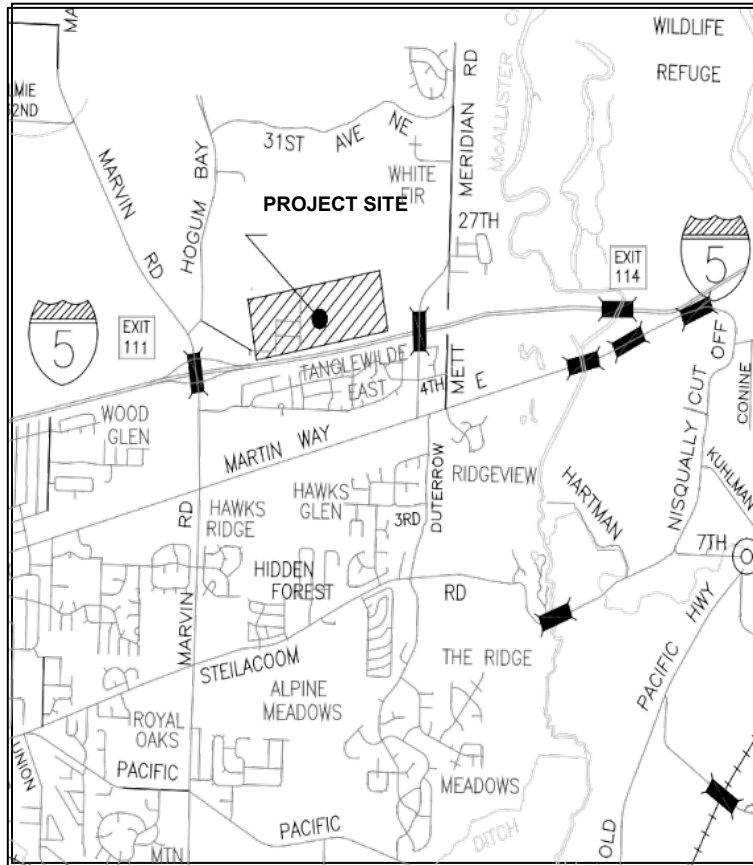 MA
WILDLIFE
REFUGE
MIE
2ND
31ST AVE NE
WHITE
FIR
MERIDIAN RD
McALLISTER
MARVIN RD
HOGUM BAY
PROJECT SITE
27TH
EXIT
114
5
5
EXIT
111
TANGLEWILDE
EAST
4TH
METT
E
NISQUALLY CUT OFF
CONINE
WOOD
GLEN
MARTIN WAY
DUTERROW
RIDGEVIEW
HARTMAN
KUHLMAN
HAWKS
RIDGE
HAWKS
GLEN
3RD
7TH
MARVIN RD
HIDDEN
FOREST
STEILACOOM RD
THE RIDGE
OLD PACIFIC HWY
ALPINE
MEADOWS
ROYAL
OAKS
UNION
PACIFIC
PACIFIC
MEADOWS
DITCH
MTN